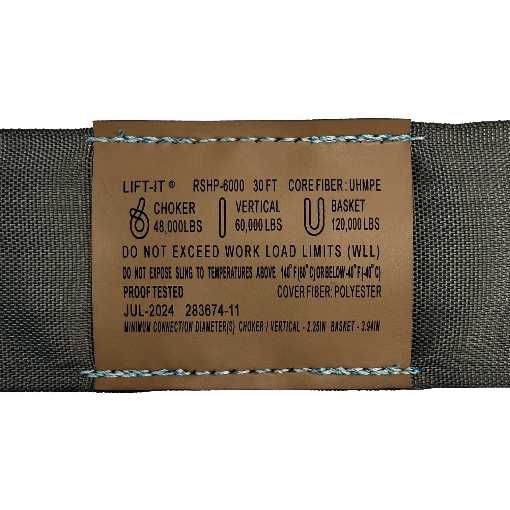 LIFT-IT ® RSHP-6000 30 FT CORE FIBER: UHMPE
CHOKER VERTICAL BASKET
48,000 LBS 60,000 LBS 120,000 LBS
DO NOT EXCEED WORK LOAD LIMITS (WLL)
DO NOT EXPOSE SLING TO TEMPERATURES ABOVE 140°F(60°C) OR BELOW -40°F(-40°C)
PROOF TESTED COVER FIBER: POLYESTER
JUL-2024 283674-11
MINIMUM CONNECTION DIAMETER(S) CHOKER / VERTICAL - 2.25IN BASKET - 2.94IN